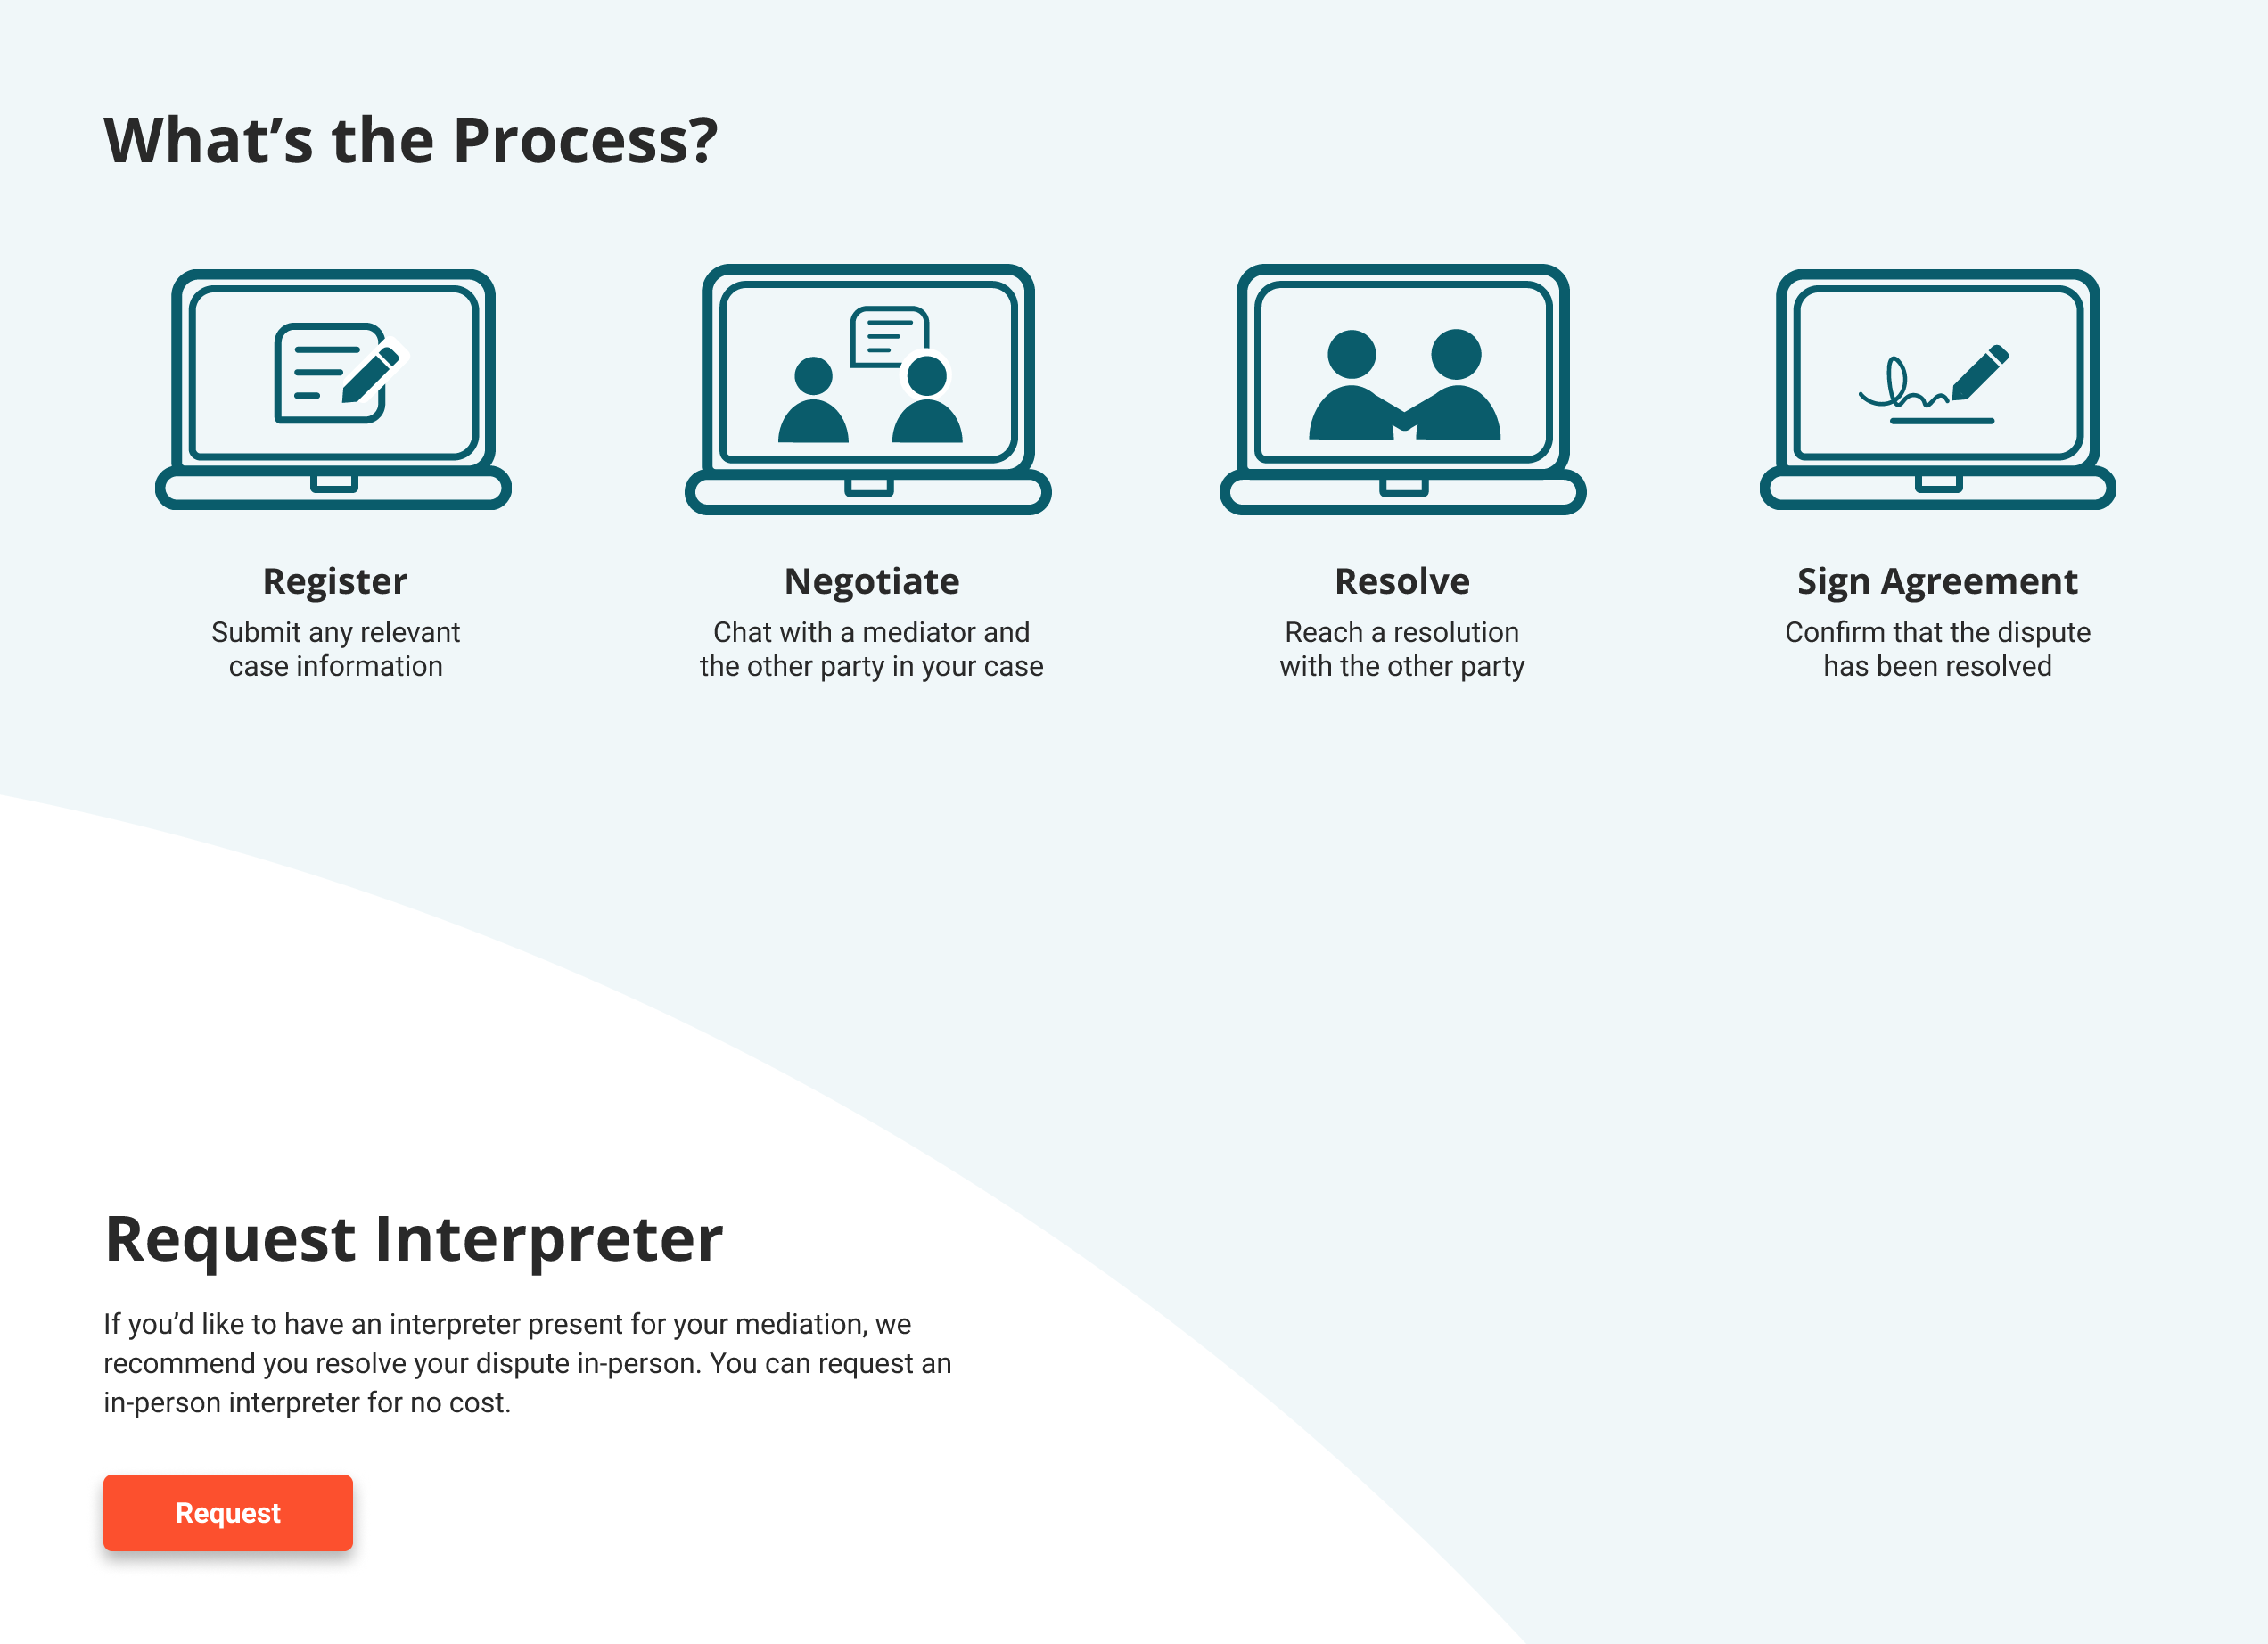 What’s the Process?
Register
Submit any relevant
case information
Negotiate
Chat with a mediator and
the other party in your case
Resolve
Reach a resolution
with the other party
Sign Agreement
Confirm that the dispute
has been resolved
Request Interpreter
If you’d like to have an interpreter present for your mediation, we
recommend you resolve your dispute in-person. You can request an
in-person interpreter for no cost.
Request